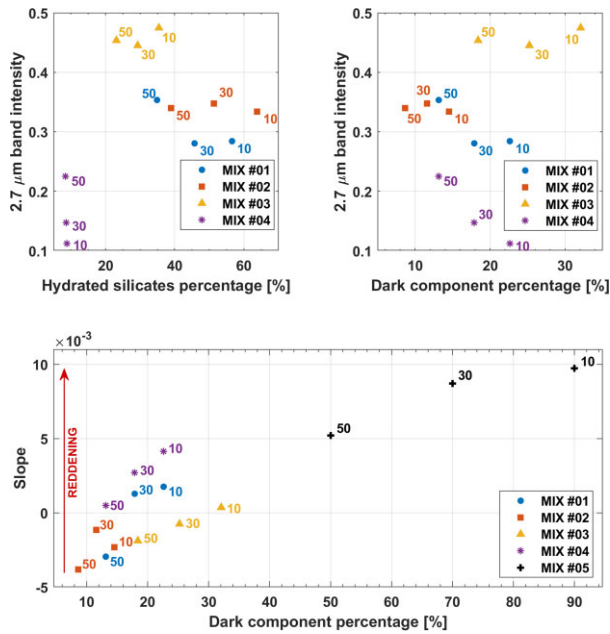 0.5
0.4
0.3
0.2
0.1
2.7 μm band intensity
50
30
10
50
30
10
50
30
10
50
30
10
MIX #01
MIX #02
MIX #03
MIX #04
0 20 40 60
Hydrated silicates percentage [%]
0.5
0.4
0.3
0.2
0.1
2.7 μm band intensity
50
30
10
30
50
50
10
30
10
50
30
10
MIX #01
MIX #02
MIX #03
MIX #04
10 20 30
Dark component percentage [%]
×10⁻³
10
5
0
-5
Slope
REDDENING
10
30
50
10
30
50
30
10
10
30
50
30
10
50
50
MIX #01
MIX #02
MIX #03
MIX #04
MIX #05
10 20 30 40 50 60 70 80 90
Dark component percentage [%]